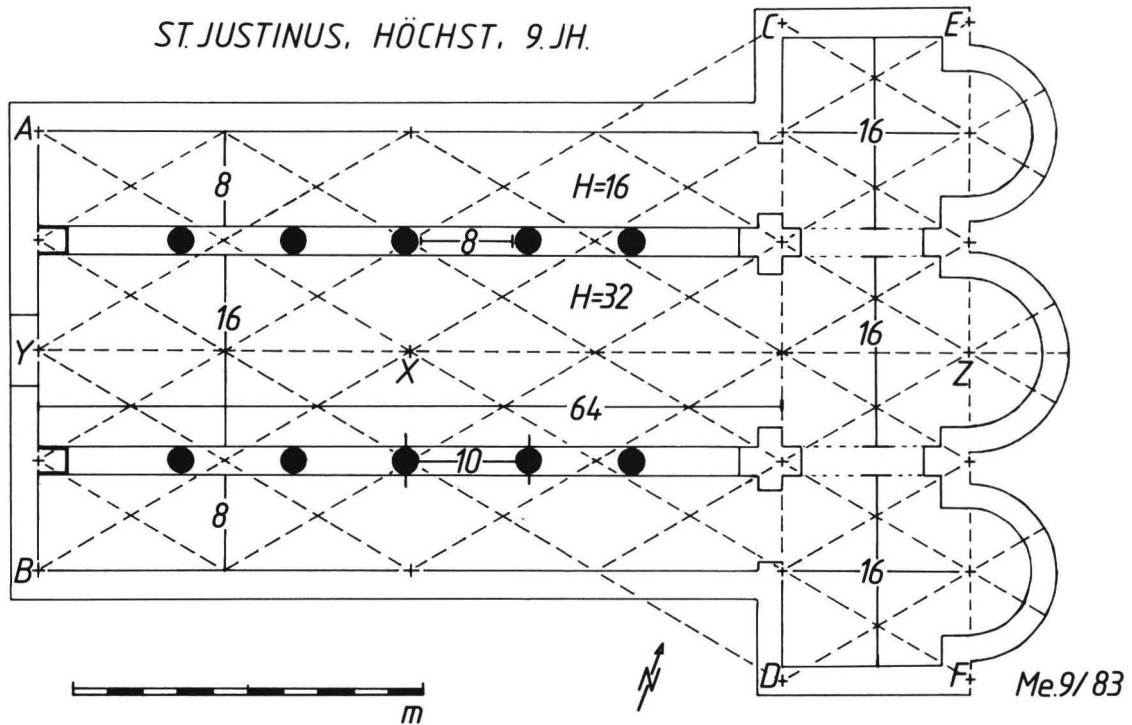 ST. JUSTINUS, HÖCHST, 9. JH.
C E
A
16
8 H=16
8
H=32
16 16
Y X Z
64
10
8
B 16
D F
N
m
Me. 9/83